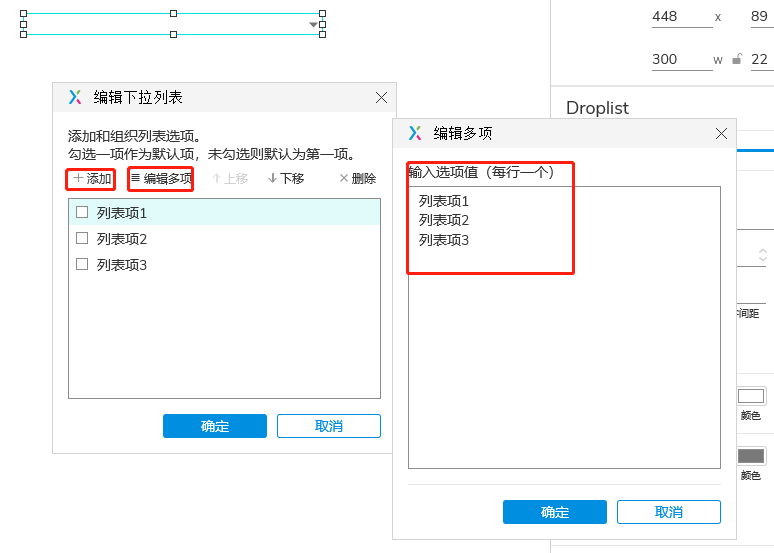 448 x 89
300 w 22
Droplist
编辑下拉列表
添加和组织列表选项。
勾选一项作为默认项，未勾选则默认为第一项。
添加 编辑多项 上移 下移 删除
列表项1
列表项2
列表项3
确定 取消
编辑多项
输入选项值（每行一个）
列表项1
列表项2
列表项3
确定 取消
间距
颜色
颜色